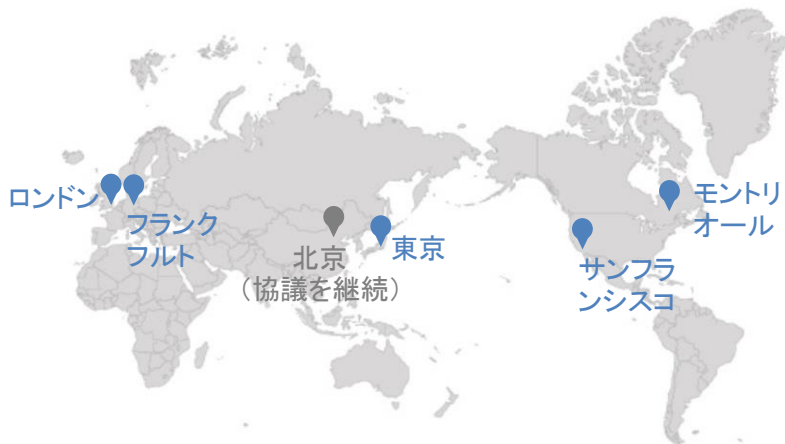 ロンドン
フランク
フルト
北京
（協議を継続）
東京
サンフラ
ンシスコ
モントリ
オール